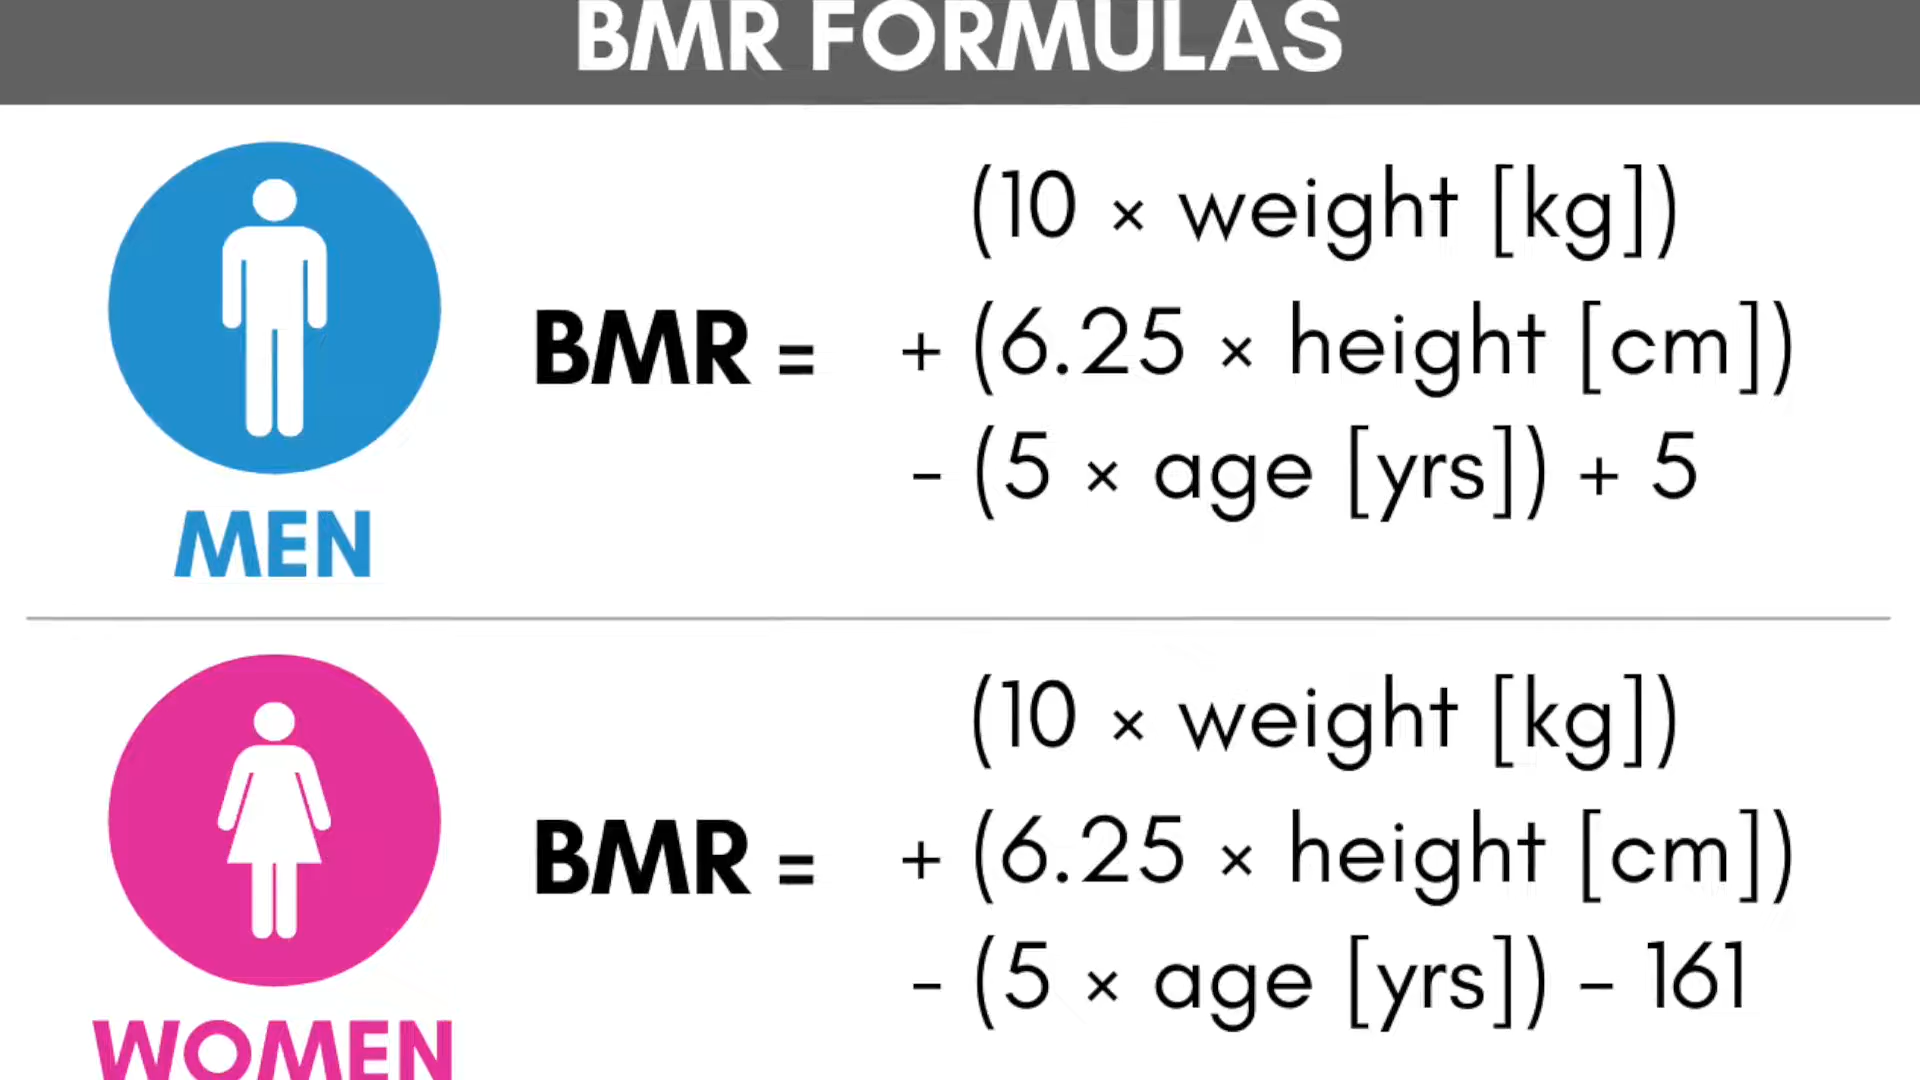 BMR FORMULAS
(10 × weight [kg])
BMR = + (6.25 × height [cm])
- (5 × age [yrs]) + 5
MEN
(10 × weight [kg])
BMR = + (6.25 × height [cm])
- (5 × age [yrs]) – 161
WOMEN